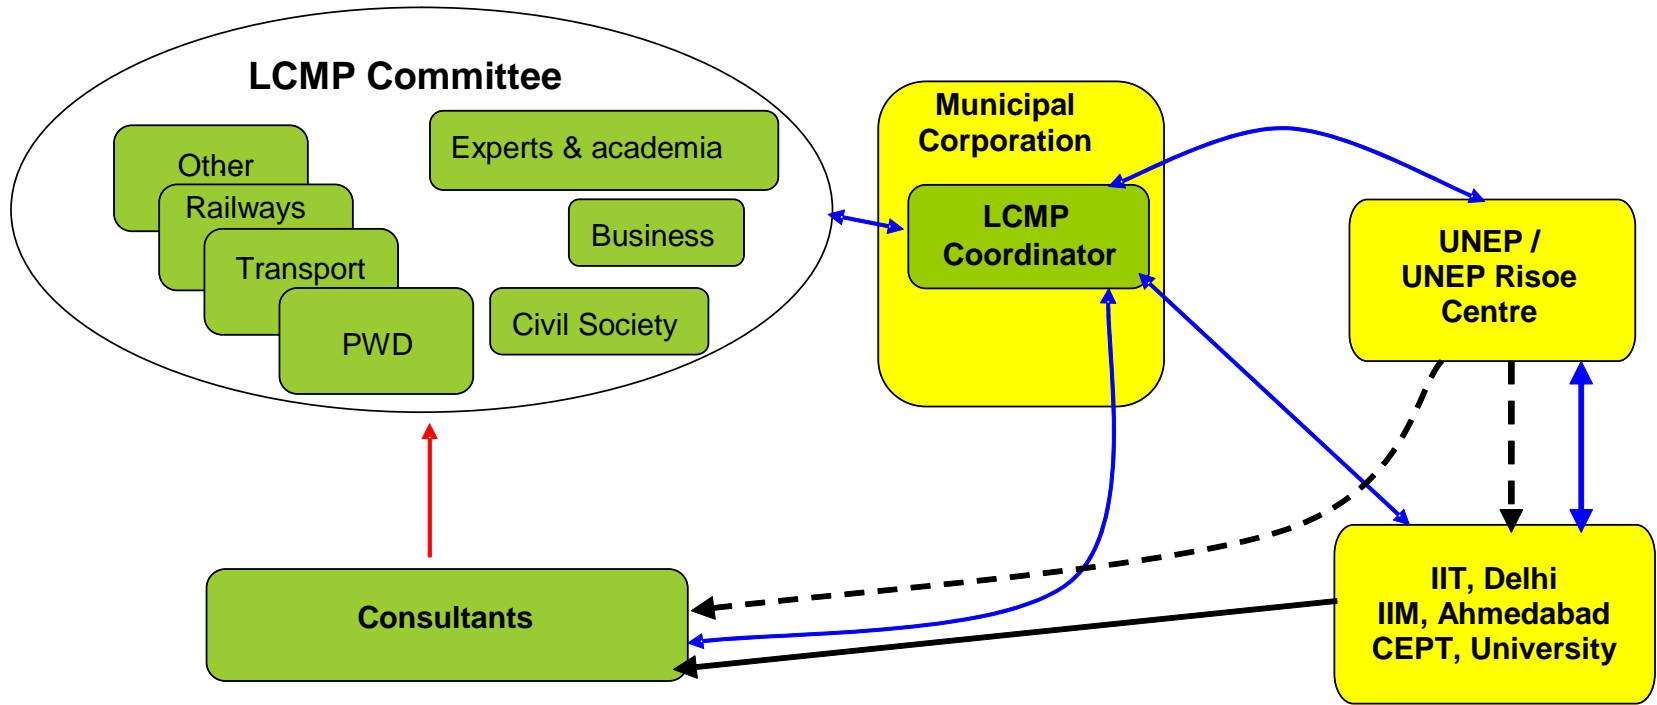 LCMP Committee
Other
Railways
Transport
PWD
Experts & academia
Business
Civil Society
Municipal
Corporation
LCMP
Coordinator
UNEP /
UNEP Risoe
Centre
Consultants
IIT, Delhi
IIM, Ahmedabad
CEPT, University